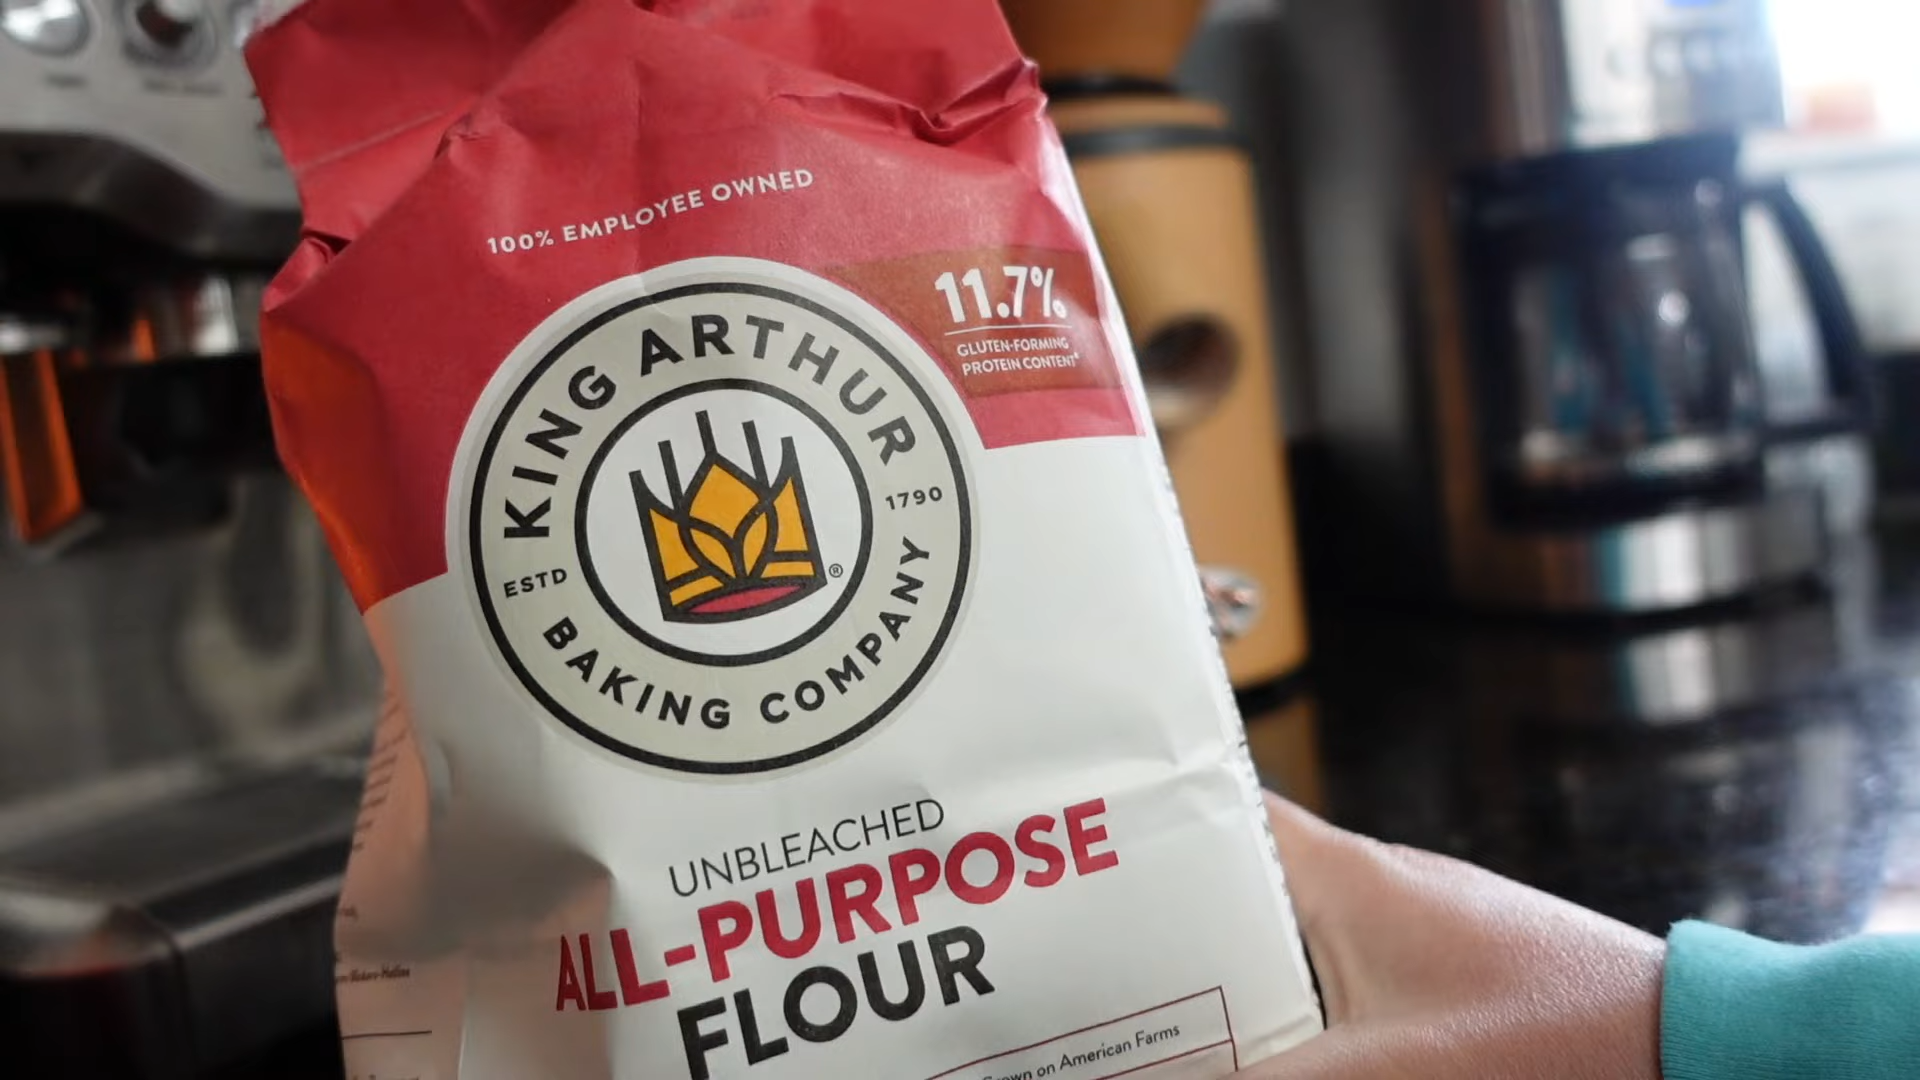 100% EMPLOYEE OWNED
11.7%
GLUTEN-FORMING
PROTEIN CONTENT*
KING ARTHUR
ESTD 1790
BAKING COMPANY
®
UNBLEACHED
ALL-PURPOSE
FLOUR
on American Farms